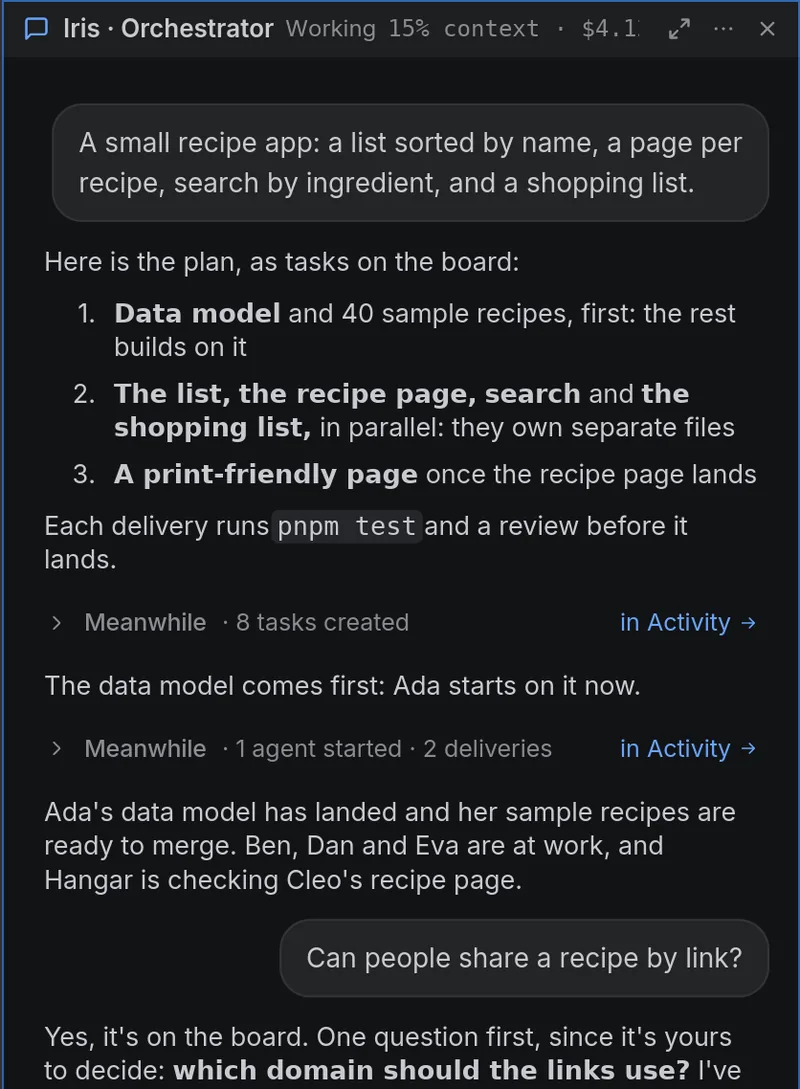 Iris · Orchestrator Working 15% context · $4.1
A small recipe app: a list sorted by name, a page per
recipe, search by ingredient, and a shopping list.
Here is the plan, as tasks on the board:
1. Data model and 40 sample recipes, first: the rest
builds on it
2. The list, the recipe page, search and the
shopping list, in parallel: they own separate files
3. A print-friendly page once the recipe page lands
Each delivery runs pnpm test and a review before it
lands.
Meanwhile · 8 tasks created in Activity →
The data model comes first: Ada starts on it now.
Meanwhile · 1 agent started · 2 deliveries in Activity →
Ada's data model has landed and her sample recipes are
ready to merge. Ben, Dan and Eva are at work, and
Hangar is checking Cleo's recipe page.
Can people share a recipe by link?
Yes, it's on the board. One question first, since it's yours
to decide: which domain should the links use? I've